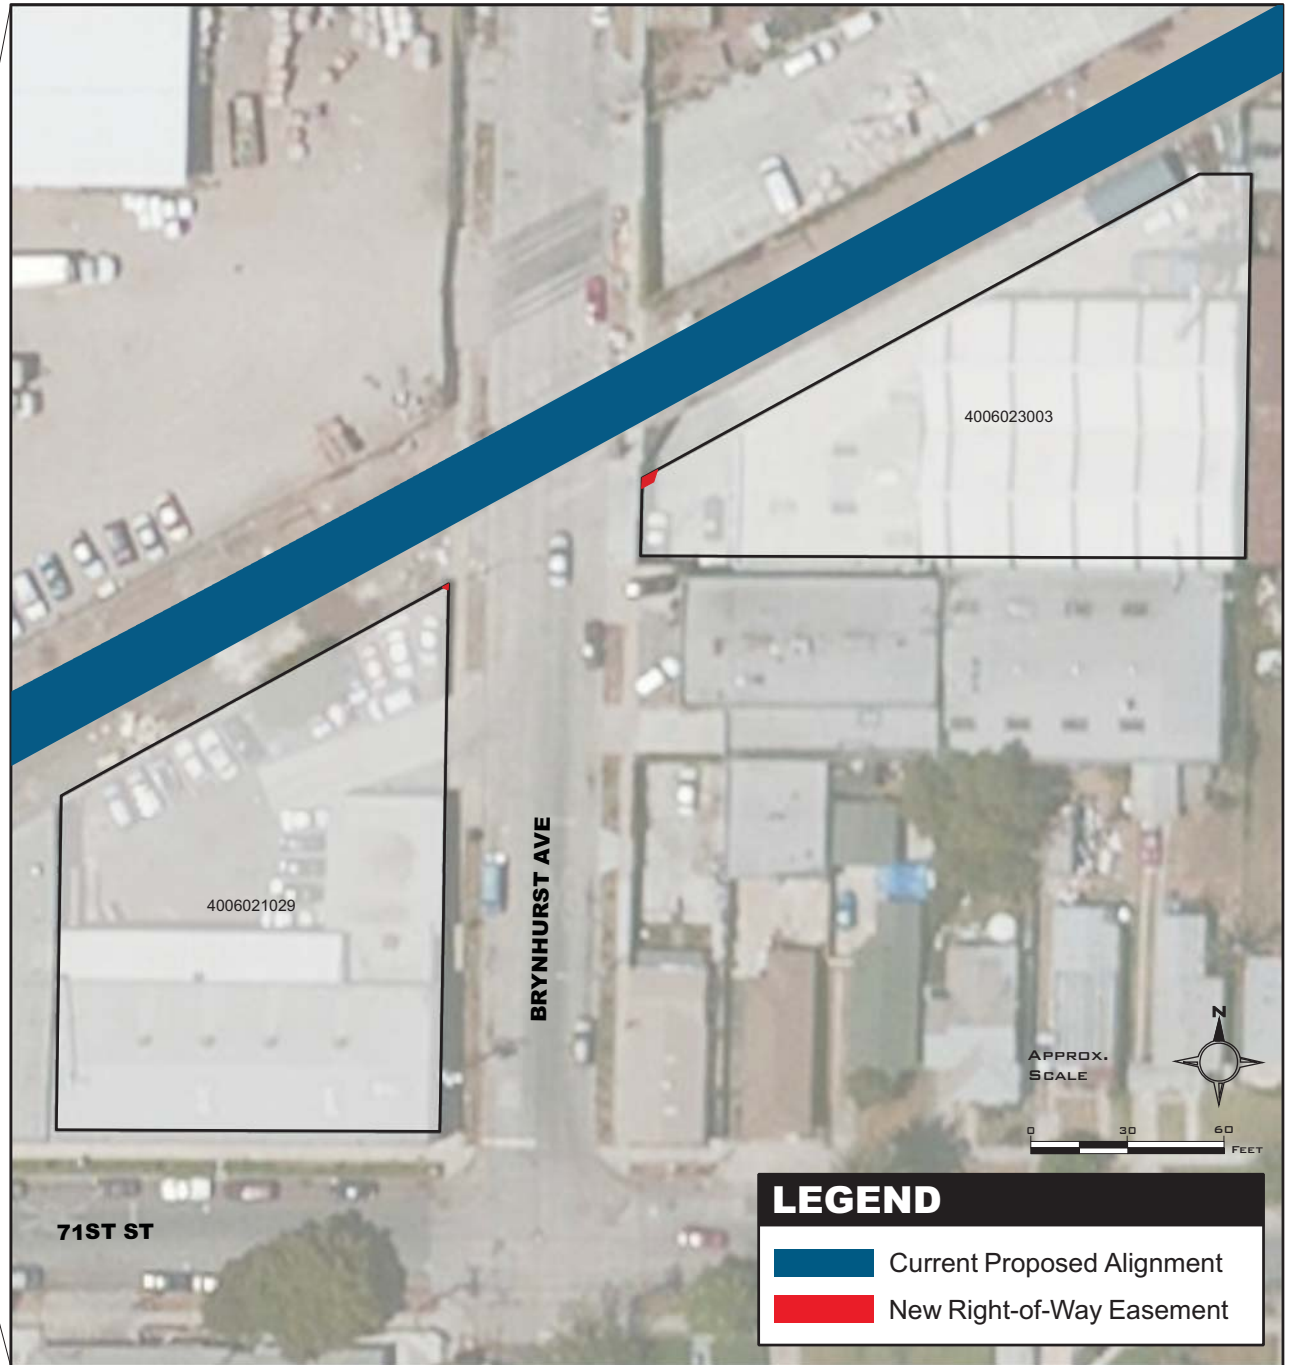 4006023003
4006021029
BRYNHURST AVE
N
APPROX.
SCALE
0 30 60
FEET
71ST ST
LEGEND
Current Proposed Alignment
New Right-of-Way Easement